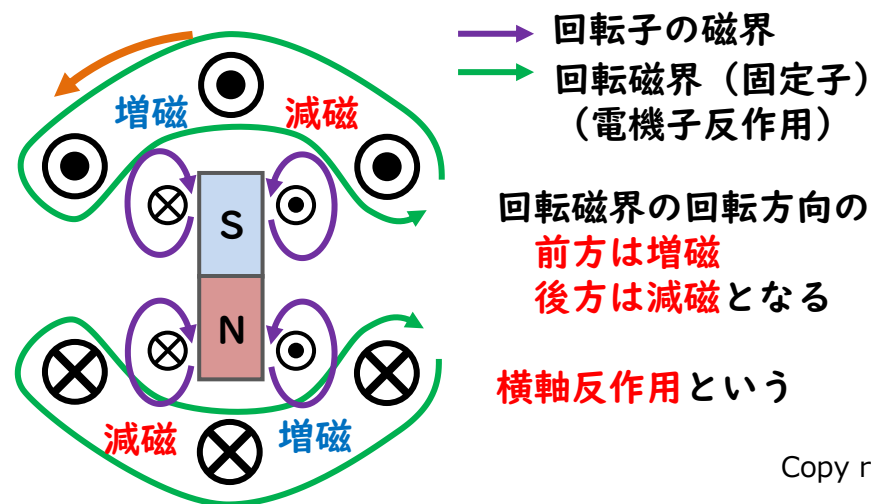 回転子の磁界
回転磁界（固定子）
（電機子反作用）
増磁
減磁
S
回転磁界の回転方向の
前方は増磁
後方は減磁となる
N
横軸反作用という
減磁
増磁
Copy r